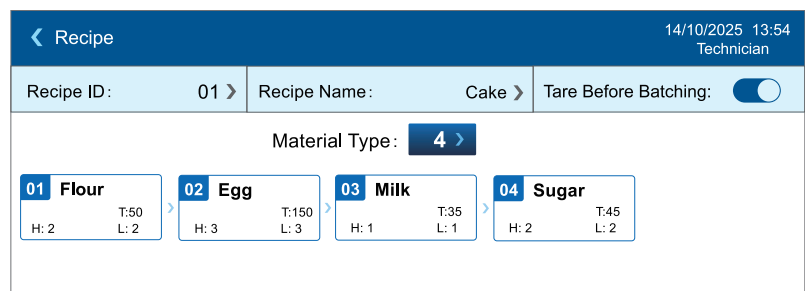 Recipe
14/10/2025 13:54
Technician
Recipe ID: 01
Recipe Name: Cake
Tare Before Batching:
Material Type: 4
01 Flour
T:50
H: 2 L: 2
02 Egg
T:150
H: 3 L: 3
03 Milk
T:35
H: 1 L: 1
04 Sugar
T:45
H: 2 L: 2